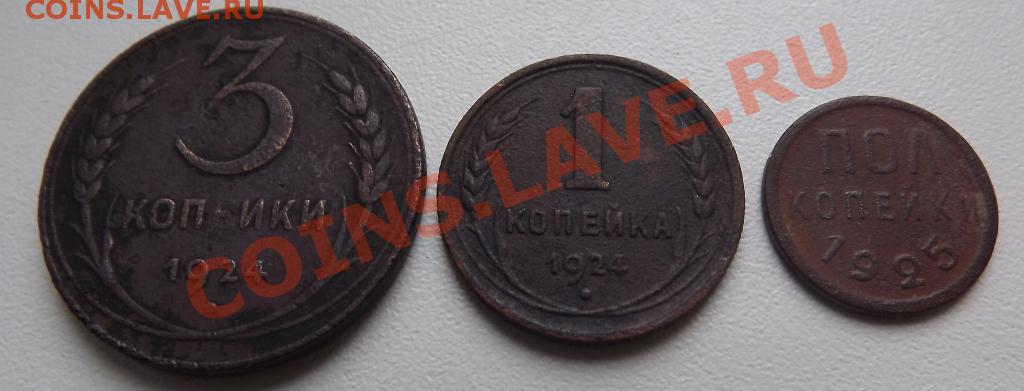 COINS.LAVE.RU
COINS.LAVE.RU
3
КОПЕЙКИ
1924
1
КОПЕЙКА
1924
ПОЛ
КОПЕЙКИ
1925